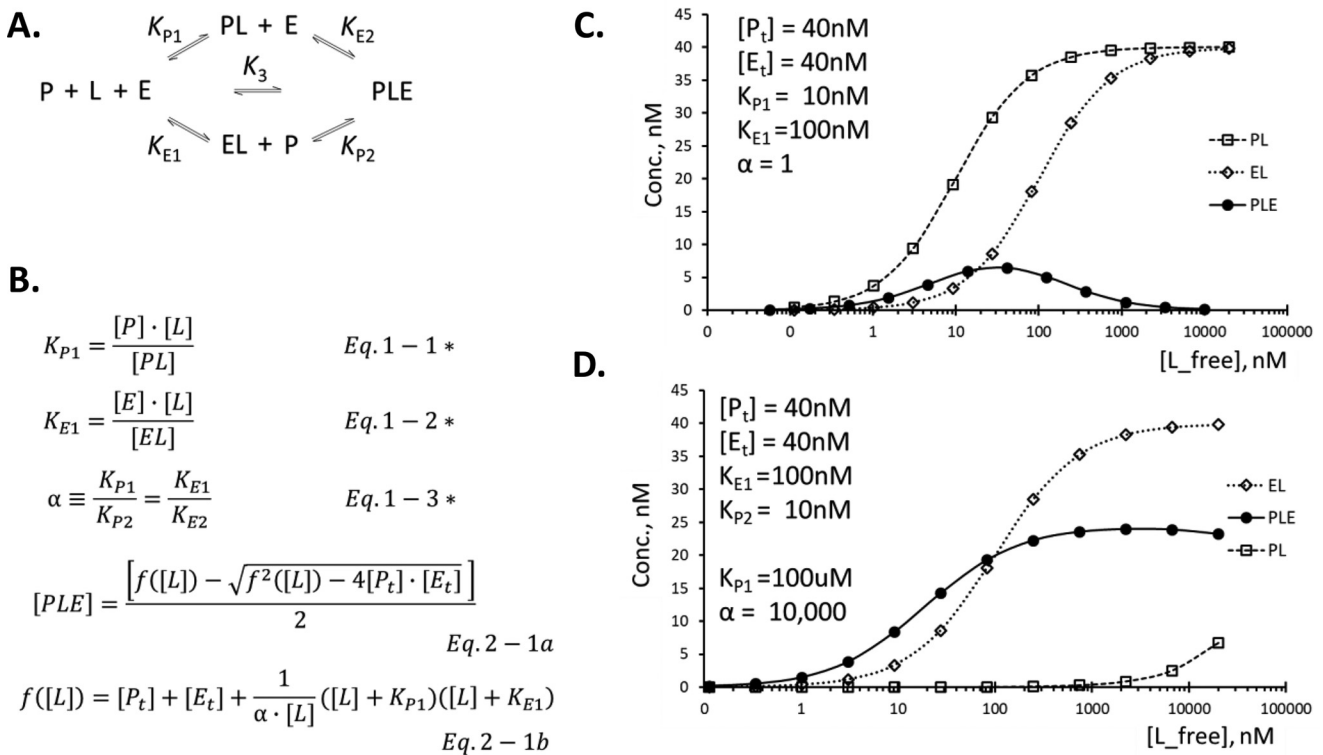 A.
K_P1 PL + E K_E2
P + L + E K_3 PLE
K_E1 EL + P K_P2
B.
K_P1 = [P] · [L] / [PL] Eq. 1 − 1 *
K_E1 = [E] · [L] / [EL] Eq. 1 − 2 *
α ≡ K_P1 / K_P2 = K_E1 / K_E2 Eq. 1 − 3 *
[PLE] = [f([L]) − √(f²([L]) − 4[P_t] · [E_t])] / 2
Eq. 2 − 1a
f([L]) = [P_t] + [E_t] + 1 / (α · [L]) ([L] + K_P1)([L] + K_E1)
Eq. 2 − 1b
C.
Conc., nM
45
40
35
30
25
20
15
10
5
0
[P_t] = 40nM
[E_t] = 40nM
K_P1 = 10nM
K_E1 = 100nM
α = 1
PL
EL
PLE
0 0 1 10 100 1000 10000 100000
[L_free], nM
D.
Conc., nM
45
40
35
30
25
20
15
10
5
0
[P_t] = 40nM
[E_t] = 40nM
K_E1 = 100nM
K_P2 = 10nM
K_P1 = 100uM
α = 10,000
EL
PLE
PL
0 0 1 10 100 1000 10000 100000
[L_free], nM